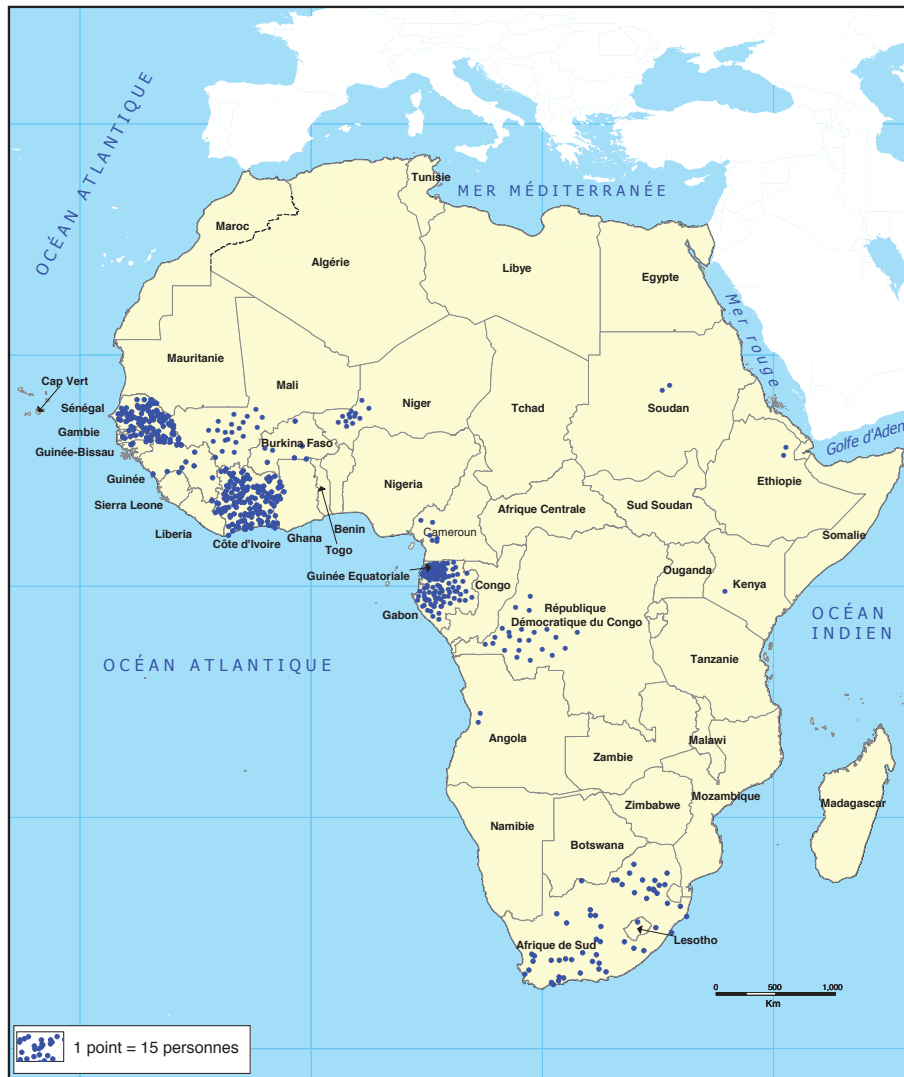 OCÉAN ATLANTIQUE
Tunisie
MER MÉDITERRANÉE
Maroc
Algérie
Libye
Egypte
Mer rouge
Mauritanie
Cap Vert
Mali
Niger
Tchad
Soudan
Sénégal
Gambie
Burkina Faso
Golfe d'Aden
Guinée-Bissau
Guinée
Nigeria
Ethiopie
Sierra Leone
Afrique Centrale
Sud Soudan
Liberia
Côte d'Ivoire
Ghana
Benin
Togo
Cameroun
Somalie
Guinée Equatoriale
Congo
Ouganda
Kenya
Gabon
République
Démocratique du Congo
OCÉAN
INDIEN
OCÉAN ATLANTIQUE
Tanzanie
Angola
Malawi
Zambie
Mozambique
Zimbabwe
Madagascar
Namibie
Botswana
Afrique de Sud
Lesotho
0 500 1,000
Km
1 point = 15 personnes